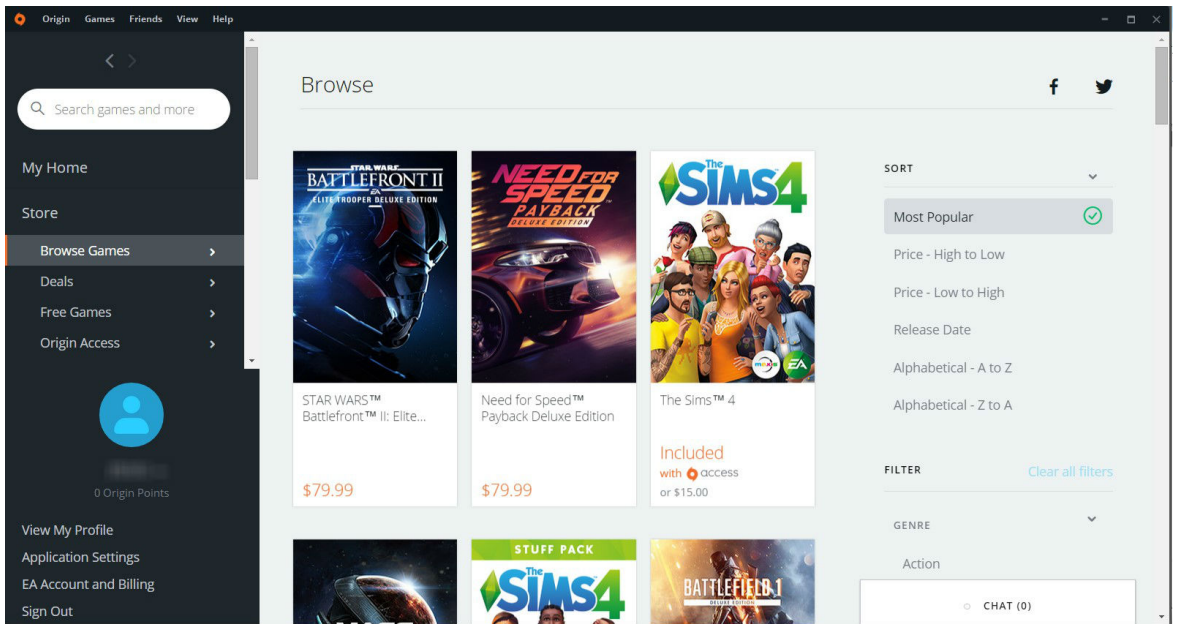 Origin Games Friends View Help
Search games and more
My Home
Store
Browse Games
Deals
Free Games
Origin Access
0 Origin Points
View My Profile
Application Settings
EA Account and Billing
Sign Out
Browse
STAR WARS
BATTLEFRONT II
EA
ELITE TROOPER DELUXE EDITION
STAR WARS™
Battlefront™ II: Elite...
$79.99
NEED FOR
SPEED
PAYBACK
DELUXE EDITION
Need for Speed™
Payback Deluxe Edition
$79.99
The
SIMS4
maxis EA
The Sims™ 4
Included
with access
or $15.00
STUFF PACK
The
SIMS4
BATTLEFIELD 1
DELUXE EDITION
SORT
Most Popular
Price - High to Low
Price - Low to High
Release Date
Alphabetical - A to Z
Alphabetical - Z to A
FILTER Clear all filters
GENRE
Action
CHAT (0)